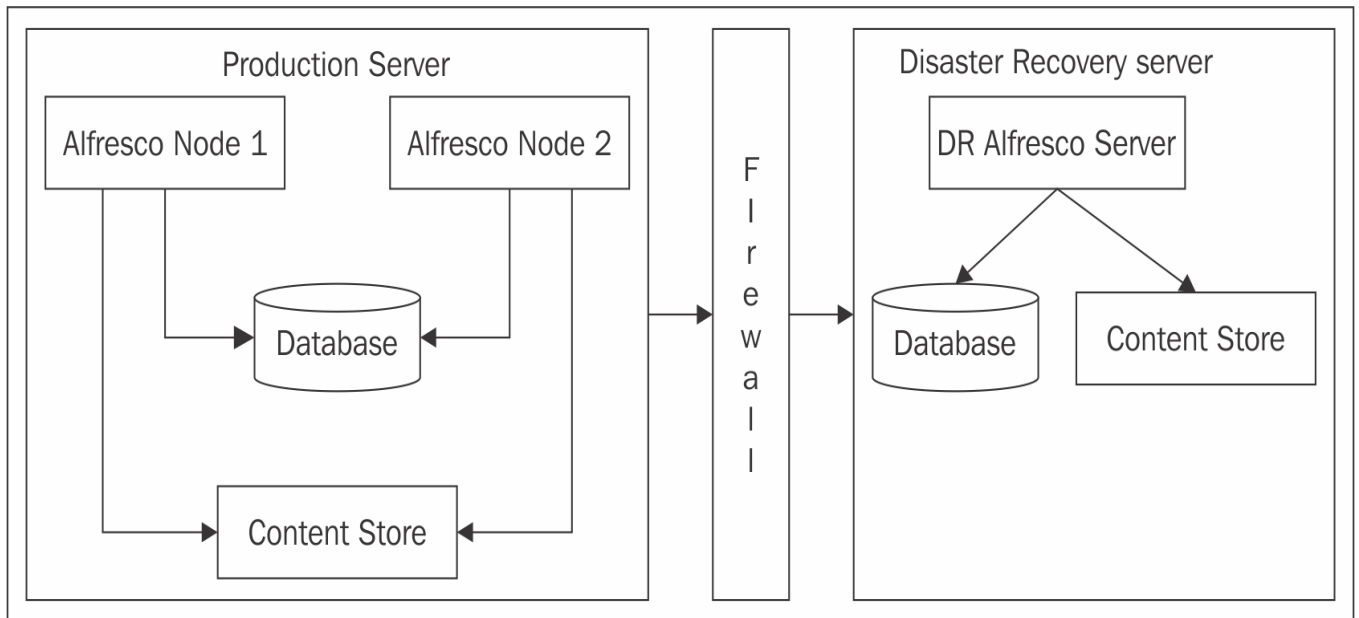 Production Server
Alfresco Node 1
Alfresco Node 2
Database
Content Store
F
I
r
e
w
a
l
l
Disaster Recovery server
DR Alfresco Server
Database
Content Store